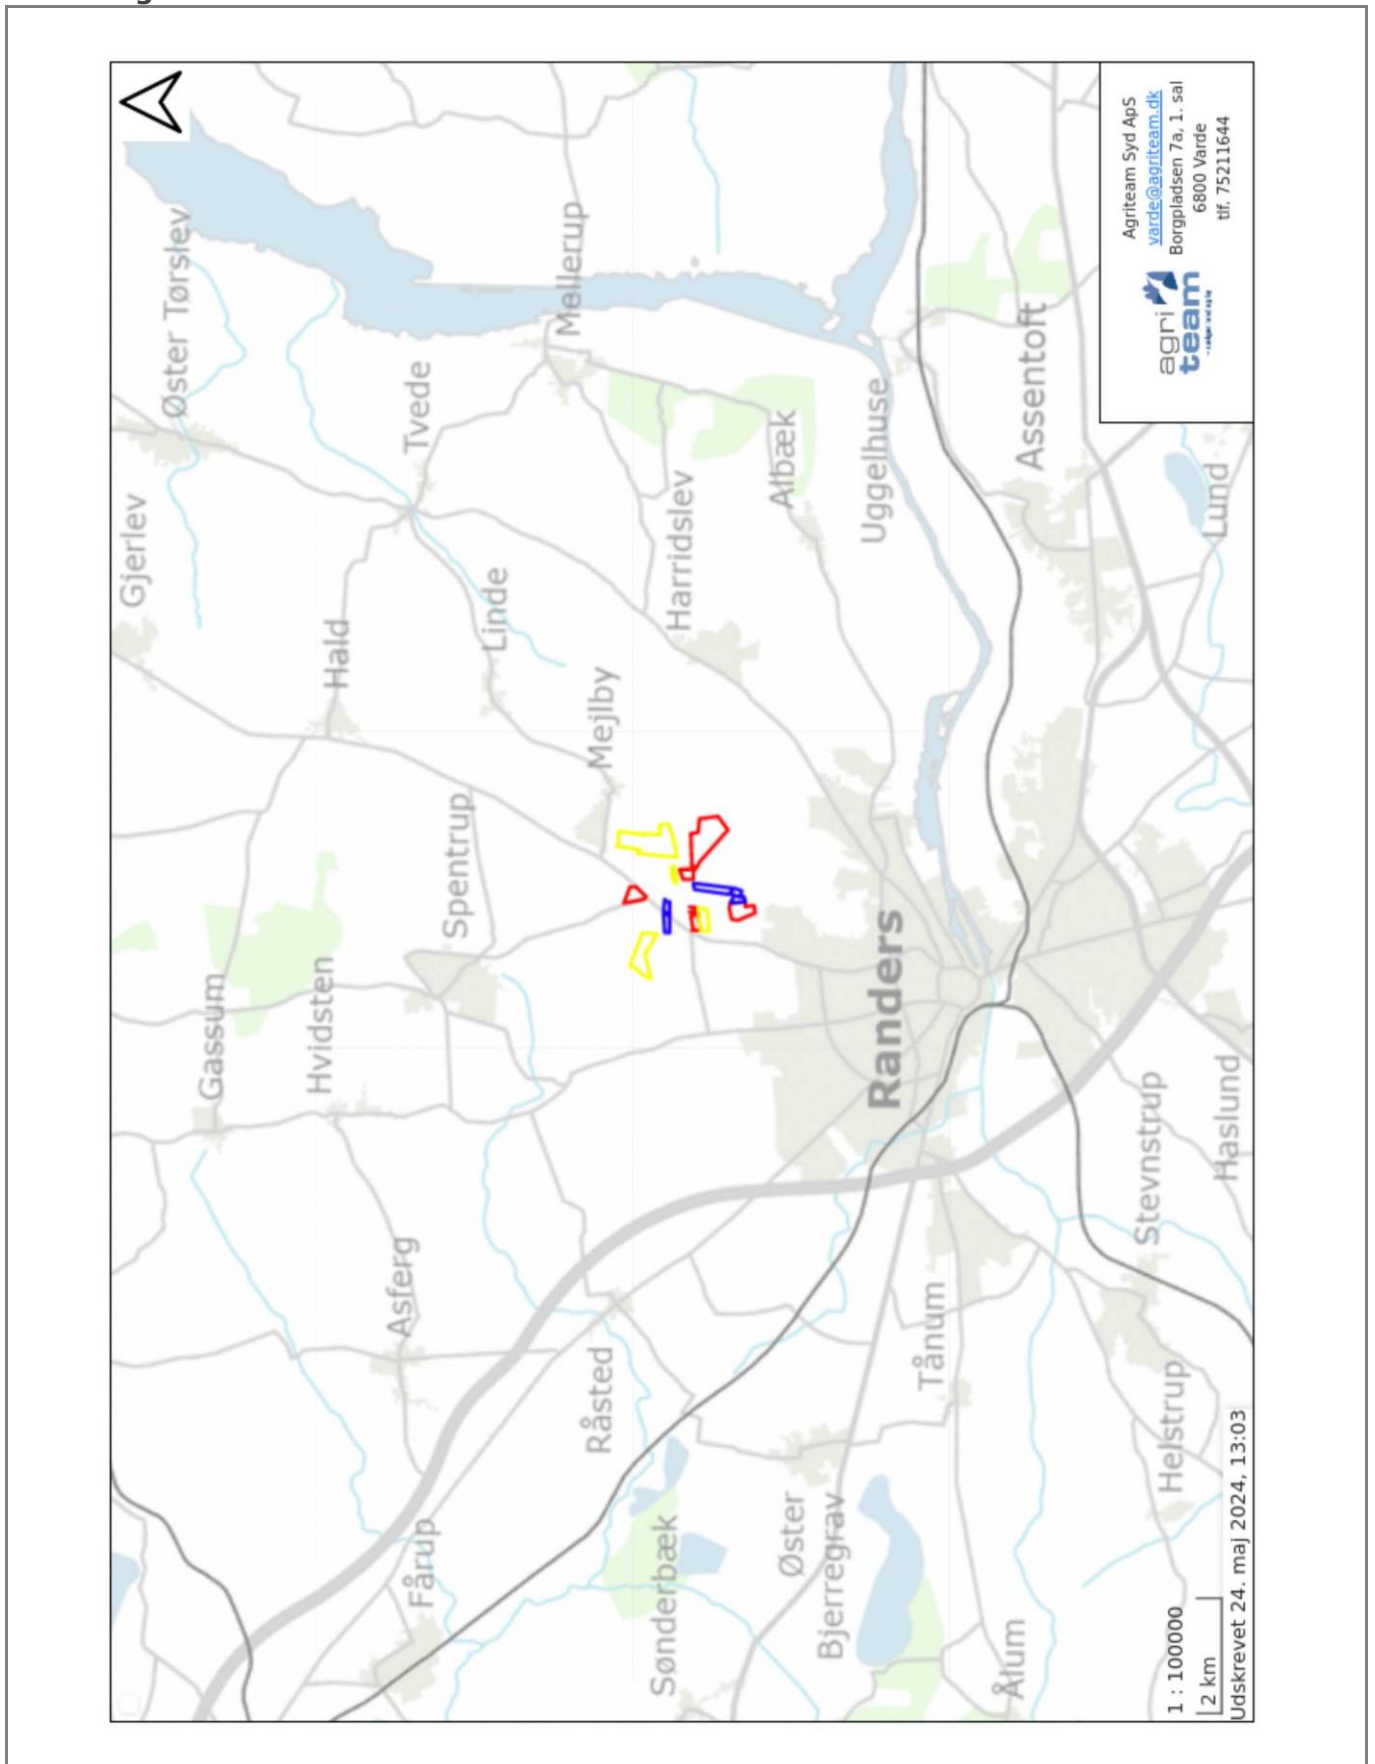 Øster Tørslev
Gjerlev
Tvede
Mellerup
Hald
Linde
Harridslev
Albæk
Uggelhuse
Assentoft
Lund
Mejlby
Spentrup
Gassum
Hvidsten
Randers
Asferg
Råsted
Tånum
Stevnstrup
Haslund
Helstrup
Fårup
Sønderbæk
Øster
Bjerregrav
Ålum
agri
team
Agriteam Syd ApS
varde@agriteam.dk
Borgpladsen 7a, 1. sal
6800 Varde
tlf. 75211644
1 : 100000
2 km
Udskrevet 24. maj 2024, 13:03